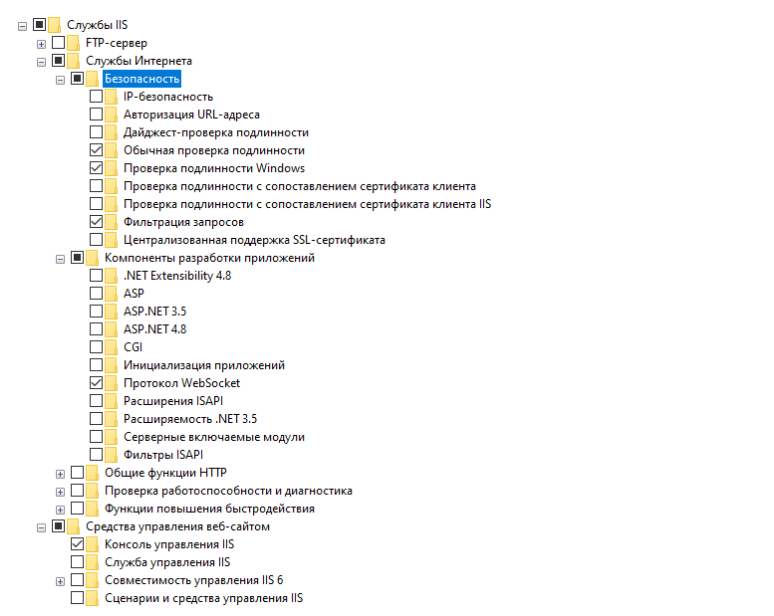 Службы IIS
FTP-сервер
Службы Интернета
Безопасность
IP-безопасность
Авторизация URL-адреса
Дайджест-проверка подлинности
Обычная проверка подлинности
Проверка подлинности Windows
Проверка подлинности с сопоставлением сертификата клиента
Проверка подлинности с сопоставлением сертификата клиента IIS
Фильтрация запросов
Централизованная поддержка SSL-сертификата
Компоненты разработки приложений
.NET Extensibility 4.8
ASP
ASP.NET 3.5
ASP.NET 4.8
CGI
Инициализация приложений
Протокол WebSocket
Расширения ISAPI
Расширяемость .NET 3.5
Серверные включаемые модули
Фильтры ISAPI
Общие функции HTTP
Проверка работоспособности и диагностика
Функции повышения быстродействия
Средства управления веб-сайтом
Консоль управления IIS
Служба управления IIS
Совместимость управления IIS 6
Сценарии и средства управления IIS